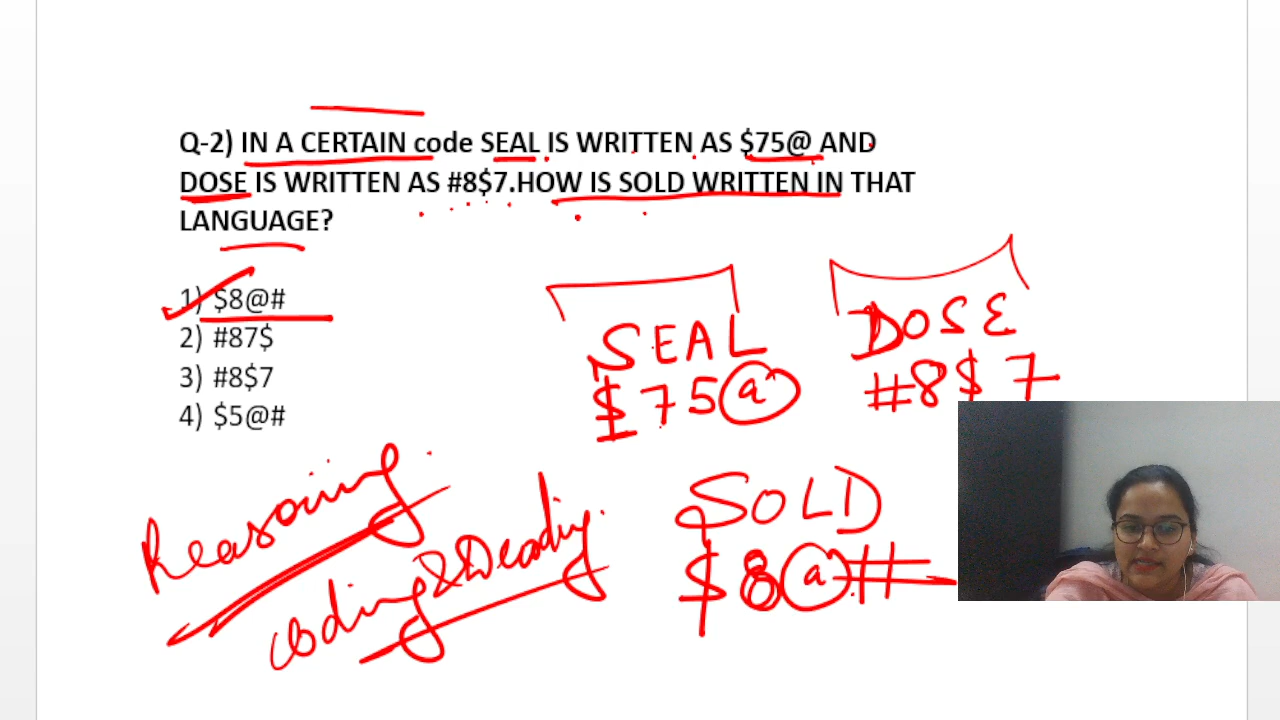 Q-2) IN A CERTAIN code SEAL IS WRITTEN AS $75@ AND
DOSE IS WRITTEN AS #8$7.HOW IS SOLD WRITTEN IN THAT
LANGUAGE?
1) $8@#
2) #87$
3) #8$7
4) $5@#
SEAL
$75@
DOSE
#8$7
SOLD
$8@#
Reasoning
coding & Decoding